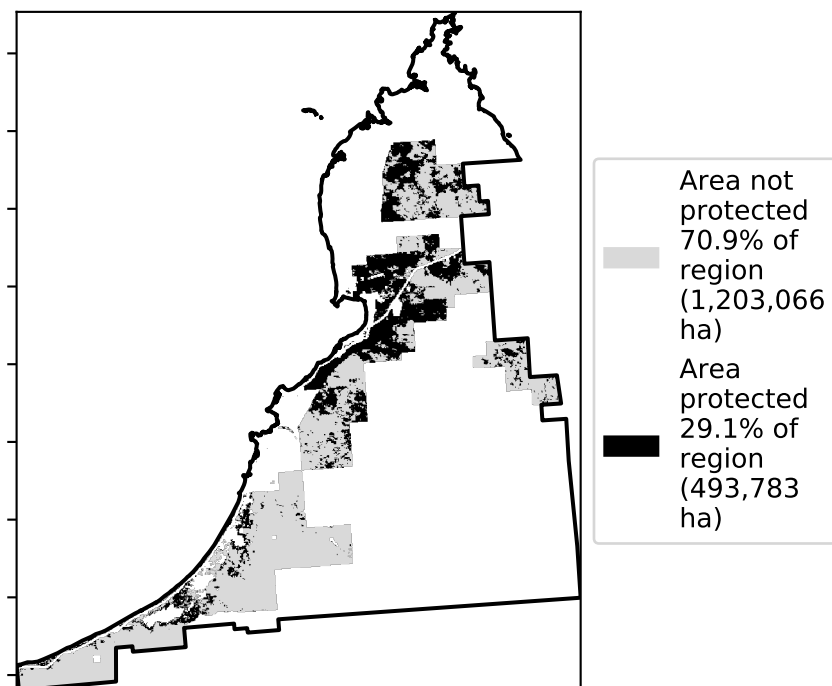 Area not
protected
70.9% of
region
(1,203,066
ha)
Area
protected
29.1% of
region
(493,783
ha)